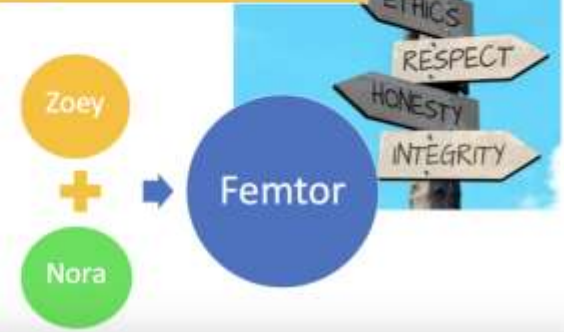 Zoey
Nora
Femtor
ETHICS
RESPECT
HONESTY
INTEGRITY